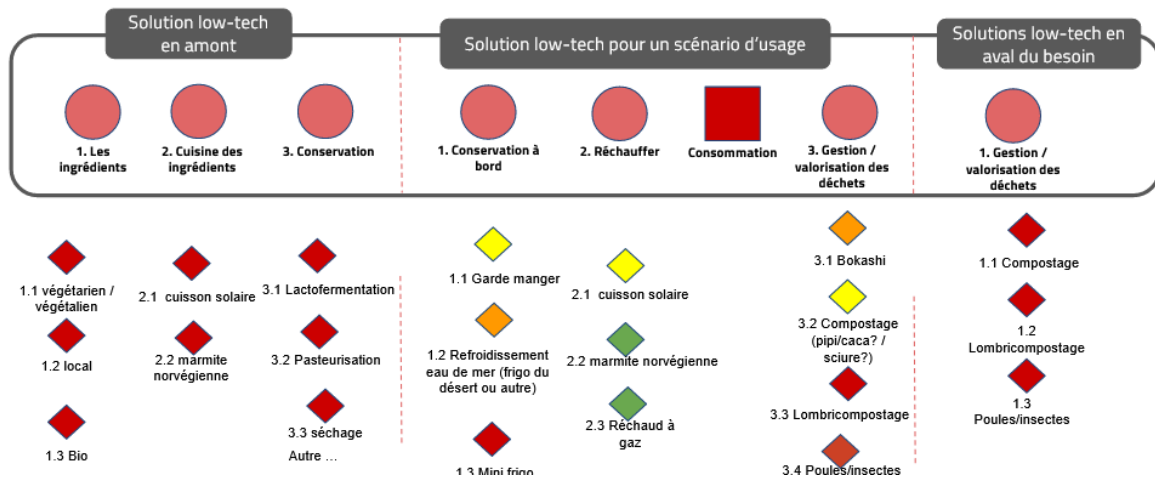 Solution low-tech
en amont
Solution low-tech pour un scénario d'usage
Solutions low-tech en
aval du besoin
1. Les
ingrédients
2. Cuisine des
ingrédients
3. Conservation
1. Conservation à
bord
2. Réchauffer
Consommation
3. Gestion /
valorisation des
déchets
1. Gestion /
valorisation des
déchets
1.1 végétarien /
végétalien
1.2 local
1.3 Bio
2.1 cuisson solaire
2.2 marmite
norvégienne
3.1 Lactofermentation
3.2 Pasteurisation
3.3 séchage
Autre ...
1.1 Garde manger
1.2 Refroidissement
eau de mer (frigo du
désert ou autre)
1.3 Mini frigo
2.1 cuisson solaire
2.2 marmite norvégienne
2.3 Réchaud à
gaz
3.1 Bokashi
3.2 Compostage
(pipi/caca? /
sciure?)
3.3 Lombricompostage
3.4 Poules/insectes
1.1 Compostage
1.2
Lombricompostage
1.3
Poules/insectes